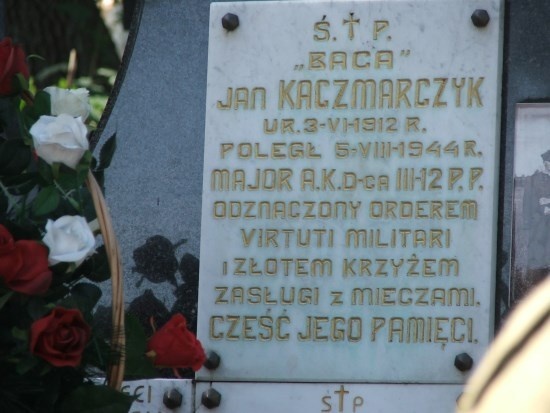 Ś.†P.
„BACA"
JAN KACZMARCZYK
UR.3-VI-1912 R.
POLEGŁ 5-VIII-1944 R.
MAJOR A.K.D-ca III-12 P.P.
ODZNACZONY ORDEREM
VIRTUTI MILITARI
i ZŁOTEM KRZYŻEM
ZASŁUGI z MIECZAMI.
CZEŚĆ JEGO PAMIĘCI.
Ś†P